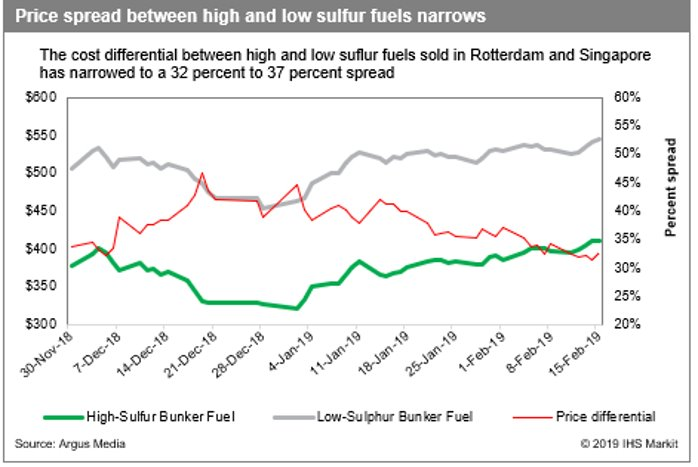 Price spread between high and low sulfur fuels narrows
The cost differential between high and low suflur fuels sold in Rotterdam and Singapore
has narrowed to a 32 percent to 37 percent spread
$600
$550
$500
$450
$400
$350
$300
60%
55%
50%
45%
40%
35%
30%
25%
20%
Percent spread
30-Nov-18
7-Dec-18
14-Dec-18
21-Dec-18
28-Dec-18
4-Jan-19
11-Jan-19
18-Jan-19
25-Jan-19
1-Feb-19
8-Feb-19
15-Feb-19
High-Sulfur Bunker Fuel
Low-Sulphur Bunker Fuel
Price differential
Source: Argus Media
© 2019 IHS Markit